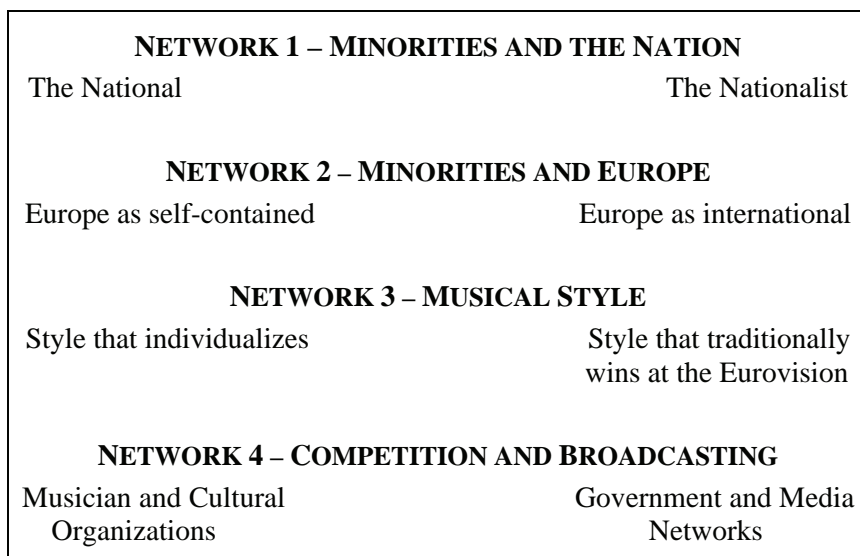 NETWORK 1 – MINORITIES AND THE NATION
The National The Nationalist
NETWORK 2 – MINORITIES AND EUROPE
Europe as self-contained Europe as international
NETWORK 3 – MUSICAL STYLE
Style that individualizes Style that traditionally
wins at the Eurovision
NETWORK 4 – COMPETITION AND BROADCASTING
Musician and Cultural Government and Media
Organizations Networks